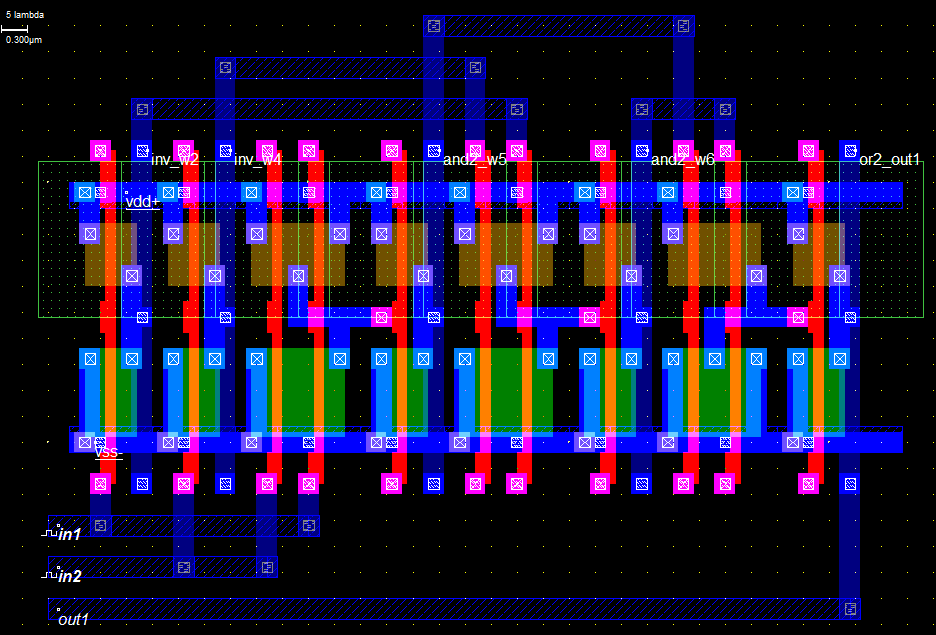 5 lambda
0.300µm
inv_w2 inv_w4 and2_w5 and2_w6 or2_out1
vdd+
vss-
in1
in2
out1